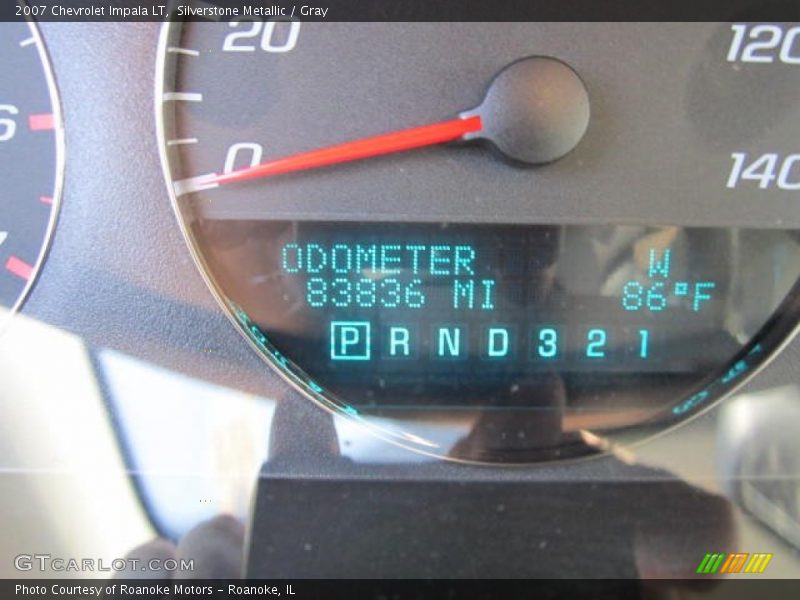 2007 Chevrolet Impala LT, Silverstone Metallic / Gray
20
120
6
0
140
ODOMETER W
83836 MI 86°F
P R N D 3 2 1
GTCARLOT.COM
Photo Courtesy of Roanoke Motors - Roanoke, IL